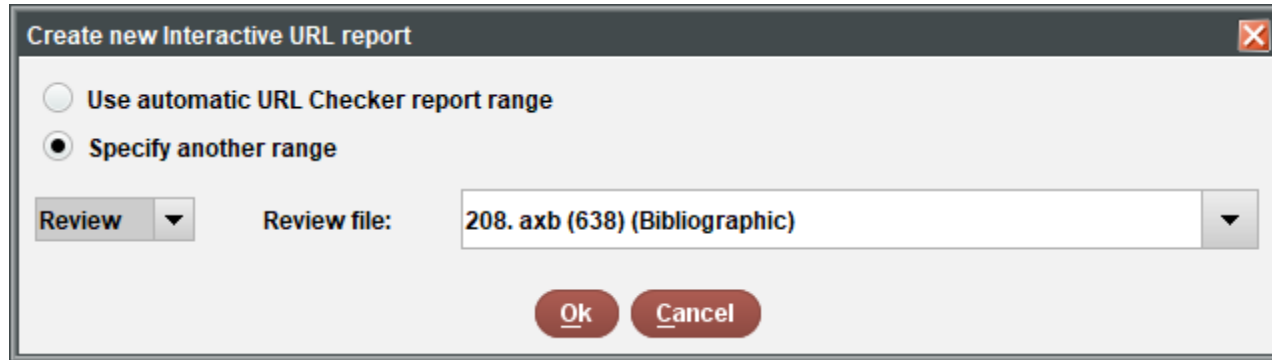 Create new Interactive URL report
Use automatic URL Checker report range
Specify another range
Review Review file: 208. axb (638) (Bibliographic)
Ok Cancel